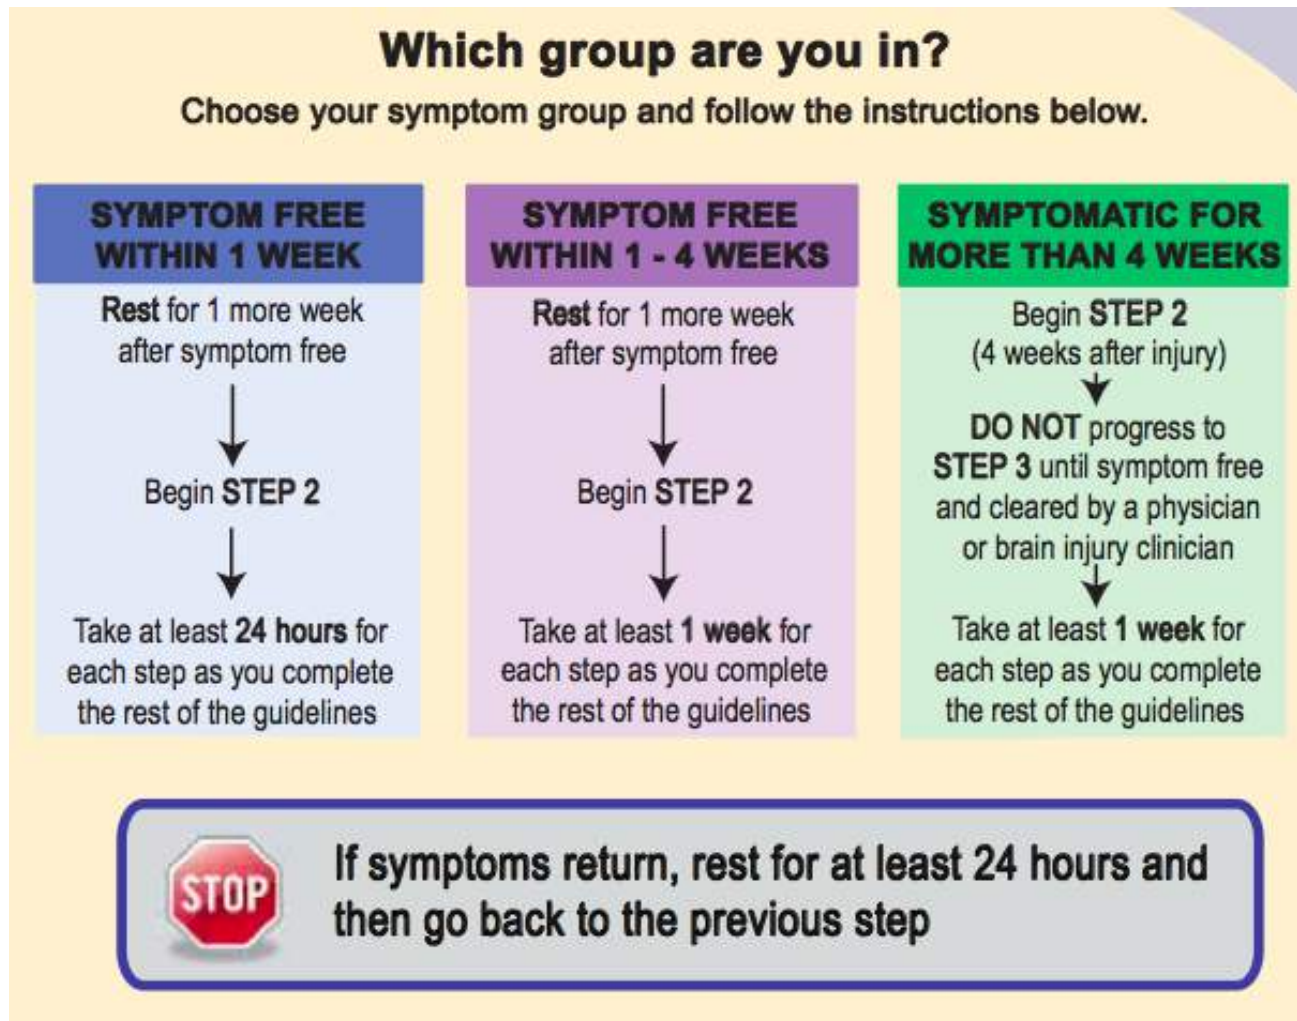 Which group are you in?
Choose your symptom group and follow the instructions below.
SYMPTOM FREE
WITHIN 1 WEEK
Rest for 1 more week
after symptom free
Begin STEP 2
Take at least 24 hours for
each step as you complete
the rest of the guidelines
SYMPTOM FREE
WITHIN 1 - 4 WEEKS
Rest for 1 more week
after symptom free
Begin STEP 2
Take at least 1 week for
each step as you complete
the rest of the guidelines
SYMPTOMATIC FOR
MORE THAN 4 WEEKS
Begin STEP 2
(4 weeks after injury)
DO NOT progress to
STEP 3 until symptom free
and cleared by a physician
or brain injury clinician
Take at least 1 week for
each step as you complete
the rest of the guidelines
STOP
If symptoms return, rest for at least 24 hours and
then go back to the previous step